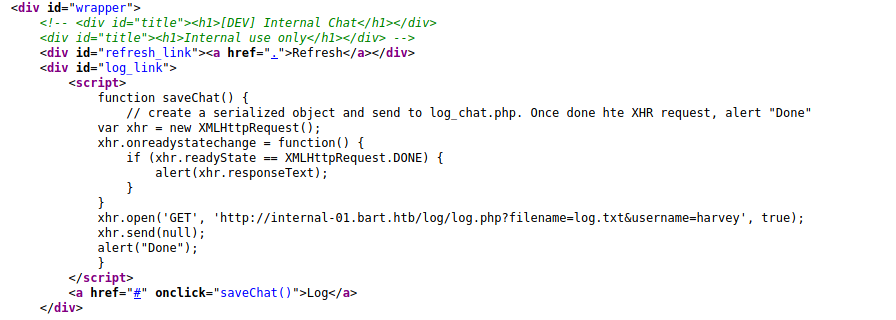 <div id="wrapper">
<!-- <div id="title"><h1>[DEV] Internal Chat</h1></div>
<div id="title"><h1>Internal use only</h1></div> -->
<div id="refresh_link"><a href=".">Refresh</a></div>
<div id="log_link">
<script>
function saveChat() {
// create a serialized object and send to log_chat.php. Once done hte XHR request, alert "Done"
var xhr = new XMLHttpRequest();
xhr.onreadystatechange = function() {
if (xhr.readyState == XMLHttpRequest.DONE) {
alert(xhr.responseText);
}
}
xhr.open('GET', 'http://internal-01.bart.htb/log/log.php?filename=log.txt&username=harvey', true);
xhr.send(null);
alert("Done");
}
</script>
<a href="#" onclick="saveChat()">Log</a>
</div>